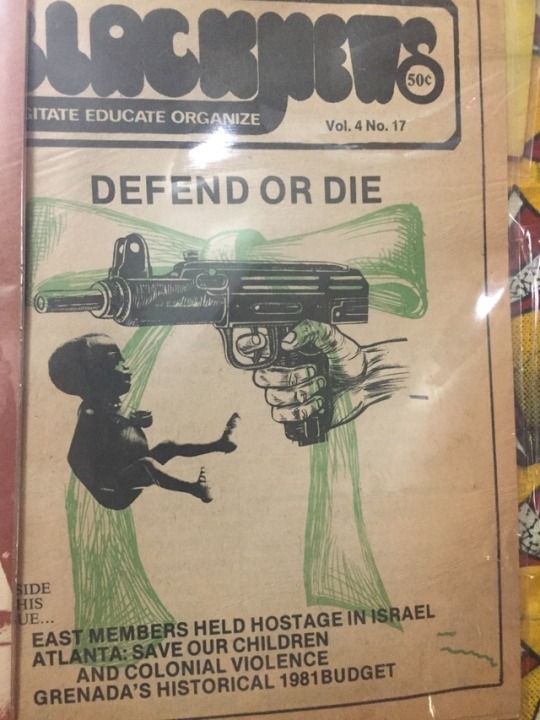 BLACK NEWS
50¢
AGITATE EDUCATE ORGANIZE
Vol. 4 No. 17
DEFEND OR DIE
SIDE
HIS
UE...
EAST MEMBERS HELD HOSTAGE IN ISRAEL
ATLANTA: SAVE OUR CHILDREN
AND COLONIAL VIOLENCE
GRENADA'S HISTORICAL 1981 BUDGET